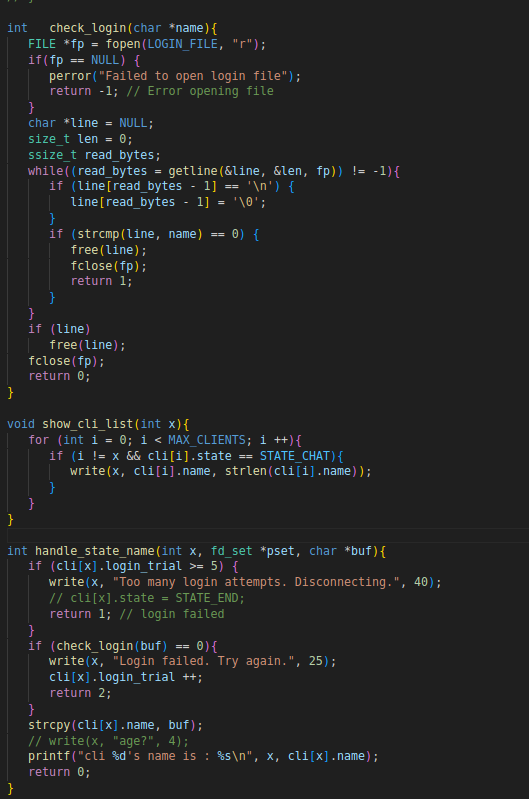 int   check_login(char *name){
   FILE *fp = fopen(LOGIN_FILE, "r");
   if(fp == NULL) {
      perror("Failed to open login file");
      return -1; // Error opening file
   }
   char *line = NULL;
   size_t len = 0;
   ssize_t read_bytes;
   while((read_bytes = getline(&line, &len, fp)) != -1){
      if (line[read_bytes - 1] == '\n') {
         line[read_bytes - 1] = '\0';
      }
      if (strcmp(line, name) == 0) {
         free(line);
         fclose(fp);
         return 1;
      }
   }
   if (line)
      free(line);
   fclose(fp);
   return 0;
}

void show_cli_list(int x){
   for (int i = 0; i < MAX_CLIENTS; i ++){
      if (i != x && cli[i].state == STATE_CHAT){
         write(x, cli[i].name, strlen(cli[i].name));
      }
   }
}

int handle_state_name(int x, fd_set *pset, char *buf){
   if (cli[x].login_trial >= 5) {
      write(x, "Too many login attempts. Disconnecting.", 40);
      // cli[x].state = STATE_END;
      return 1; // login failed
   }
   if (check_login(buf) == 0){
      write(x, "Login failed. Try again.", 25);
      cli[x].login_trial ++;
      return 2;
   }
   strcpy(cli[x].name, buf);
   // write(x, "age?", 4);
   printf("cli %d's name is : %s\n", x, cli[x].name);
   return 0;
}